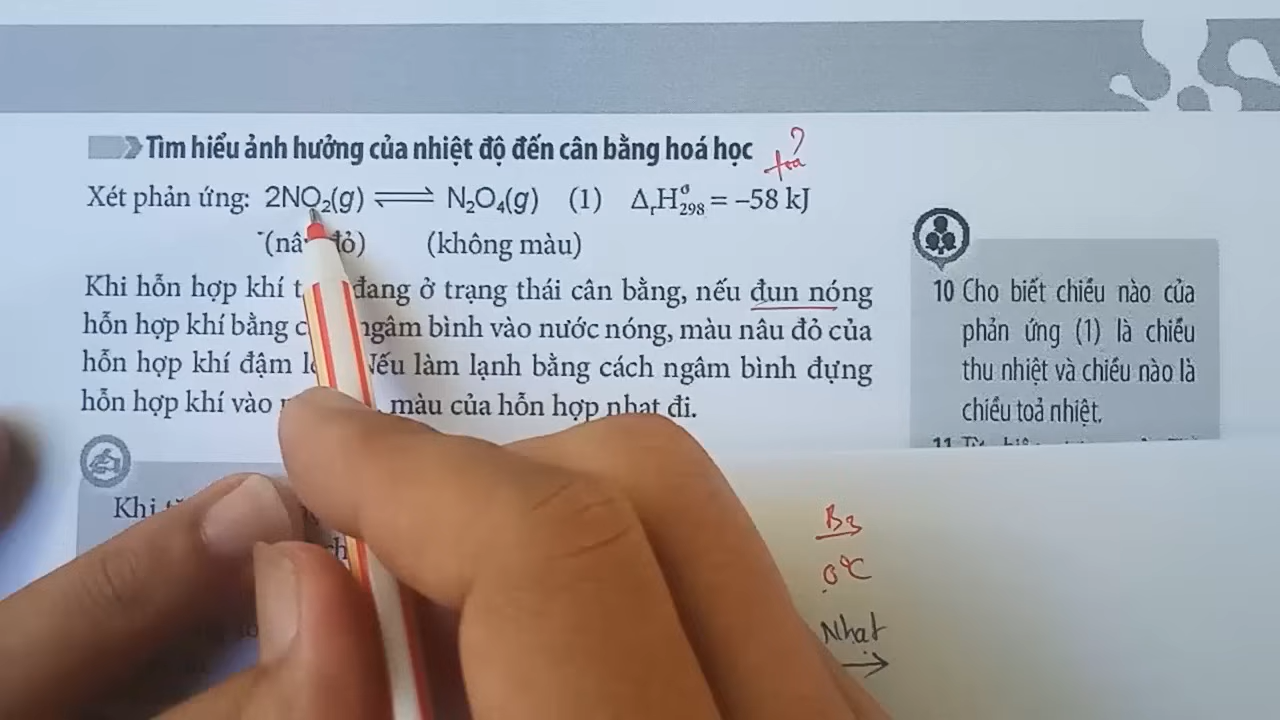 Tìm hiểu ảnh hưởng của nhiệt độ đến cân bằng hoá học
?
toả
Xét phản ứng: 2NO₂(g) ⇌ N₂O₄(g) (1) ΔᵣH°₂₉₈ = –58 kJ
(không màu)
Khi hỗn hợp khí đang ở trạng thái cân bằng, nếu đun nóng
hỗn hợp khí bằng ngâm bình vào nước nóng, màu nâu đỏ của
hỗn hợp khí đậm Nếu làm lạnh bằng cách ngâm bình đựng
hỗn hợp khí vào màu của hỗn hợp nhạt đi.
10 Cho biết chiều nào của
phản ứng (1) là chiều
thu nhiệt và chiều nào là
chiều toả nhiệt.
11
Khi
B3
0°C
Nhạt
→